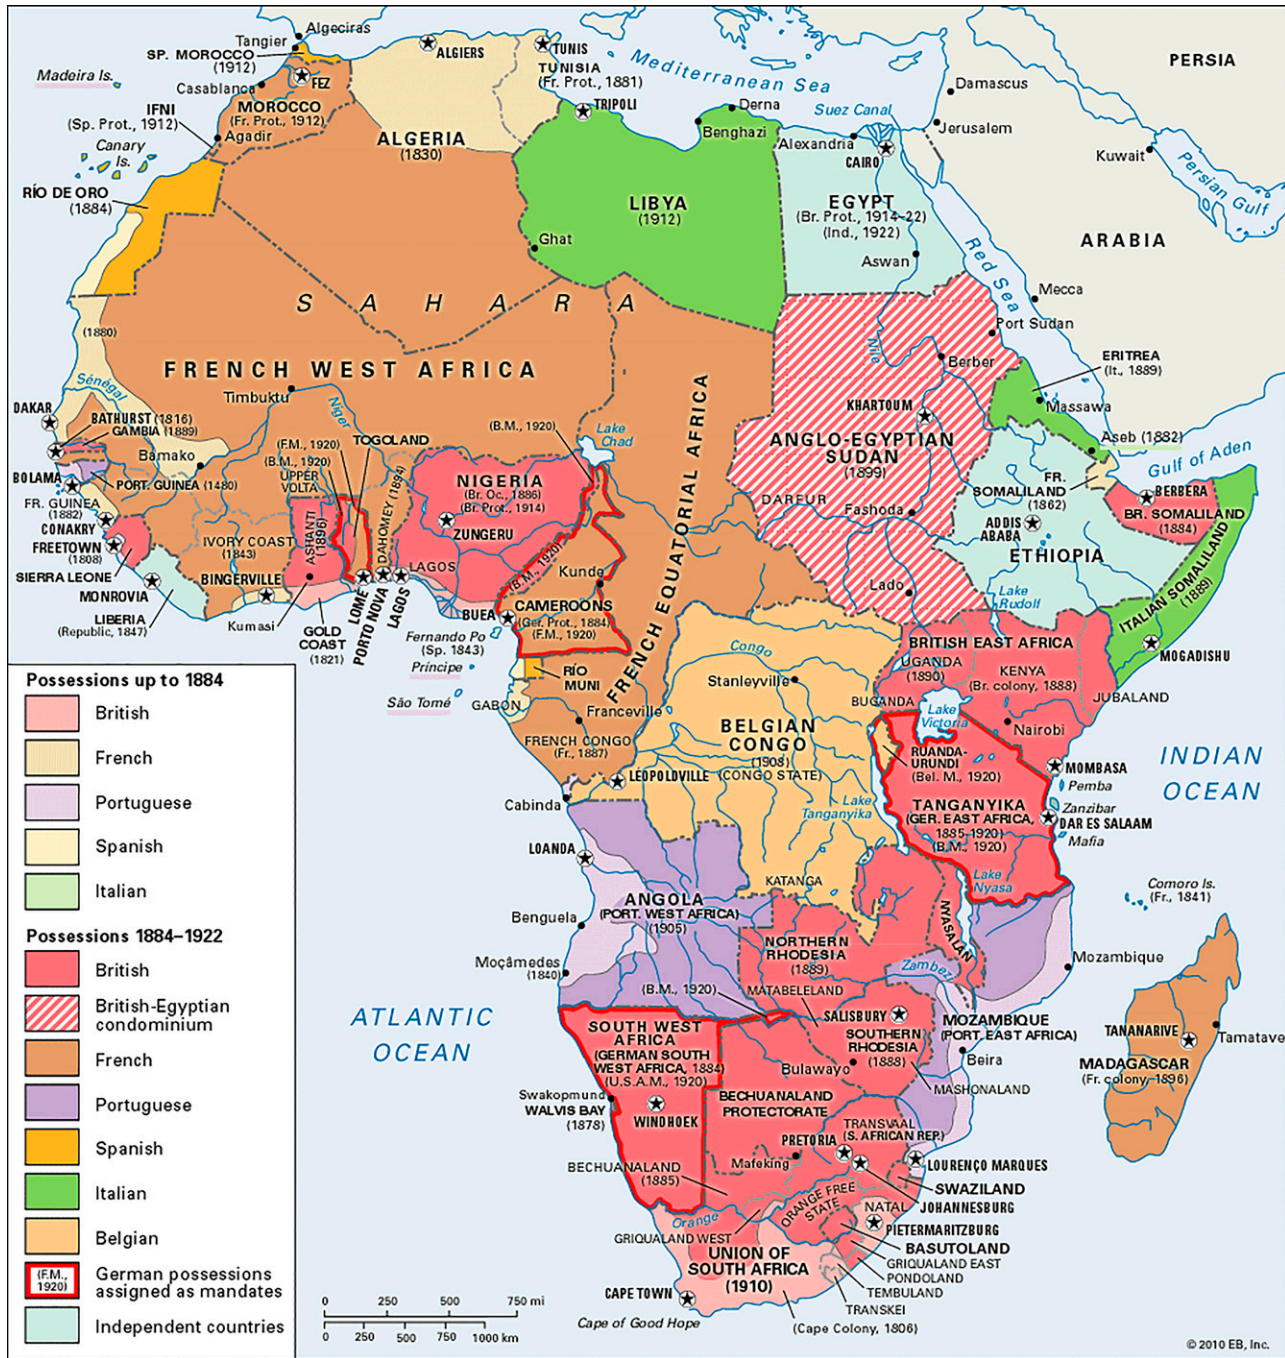 Algeciras
Tangier
SP. MOROCCO
(1912)
ALGIERS
TUNIS
TUNISIA
(Fr. Prot., 1881)
Mediterranean Sea
PERSIA
Madeira Is.
Casablanca
FEZ
MOROCCO
(Fr. Prot., 1912)
IFNI
(Sp. Prot., 1912)
Agadir
Canary
Is.
ALGERIA
(1830)
TRIPOLI
Derna
Benghazi
Suez Canal
Alexandria
CAIRO
Damascus
Jerusalem
Kuwait
Persian Gulf
RÍO DE ORO
(1884)
LIBYA
(1912)
Ghat
EGYPT
(Br. Prot., 1914–22)
(Ind., 1922)
Aswan
Red Sea
ARABIA
Mecca
SAHARA
(1880)
FRENCH WEST AFRICA
Timbuktu
Niger
Sénégal
DAKAR
BATHURST (1816)
GAMBIA (1889)
Bamako
BOLAMA
PORT. GUINEA (1480)
FR. GUINEA
(1882)
CONAKRY
FREETOWN
(1808)
SIERRA LEONE
MONROVIA
LIBERIA
(Republic, 1847)
IVORY COAST
(1843)
BINGERVILLE
Kumasi
(F.M., 1920)
(B.M., 1920)
UPPER
VOLTA
TOGOLAND
ASHANTI
(1896)
DAHOMEY (1894)
GOLD
COAST
(1821)
LOME
PORTO NOVA
LAGOS
LAGOS
NIGERIA
(Br. Oc., 1886)
(Br. Prot., 1914)
ZUNGERU
(B.M., 1920)
Lake
Chad
(B.M., 1920)
Kunde
CAMEROONS
(Ger. Prot., 1884)
(F.M., 1920)
BUEA
Fernando Po
(Sp. 1843)
Príncipe
São Tomé
RÍO
MUNI
GABON
FRENCH EQUATORIAL AFRICA
Franceville
FRENCH CONGO
(Fr., 1887)
Port Sudan
Nile
Berber
KHARTOUM
ANGLO-EGYPTIAN
SUDAN
(1899)
DARFUR
Fashoda
Lado
ERITREA
(It., 1889)
Massawa
Aseb (1882)
Gulf of Aden
FR.
SOMALILAND
(1862)
BERBERA
BR. SOMALILAND
(1884)
ADDIS
ABABA
ETHIOPIA
ITALIAN SOMALILAND
(1889)
Lake
Rudolf
MOGADISHU
BRITISH EAST AFRICA
UGANDA
(1890)
KENYA
(Br. colony, 1888)
JUBALAND
BUGANDA
Lake
Victoria
Nairobi
Congo
Stanleyville
BELGIAN
CONGO
(1908)
(CONGO STATE)
LÉOPOLDVILLE
Cabinda
RUANDA-
URUNDI
(Bel. M., 1920)
Lake
Tanganyika
TANGANYIKA
(GER. EAST AFRICA,
1885-1920)
(B.M., 1920)
MOMBASA
Pemba
Zanzibar
DAR ES SALAAM
Mafia
INDIAN
OCEAN
Lake
Nyasa
Comoro Is.
(Fr., 1841)
LOANDA
KATANGA
ANGOLA
(PORT. WEST AFRICA)
(1905)
Benguela
Moçâmedes
(1840)
NORTHERN
RHODESIA
(1889)
NYASALAN
Zambezi
Mozambique
(B.M., 1920)
MATABELELAND
SALISBURY
SOUTHERN
RHODESIA
(1888)
Bulawayo
MOZAMBIQUE
(PORT. EAST AFRICA)
Beira
MASHONALAND
TANANARIVE
Tamatave
MADAGASCAR
(Fr. colony, 1896)
ATLANTIC
OCEAN
SOUTH WEST
AFRICA
(GERMAN SOUTH
WEST AFRICA, 1884)
(U.S.A.M., 1920)
Swakopmund
WALVIS BAY
(1878)
WINDHOEK
BECHUANALAND
PROTECTORATE
TRANSVAAL
(S. AFRICAN REP.)
PRETORIA
Mafeking
BECHUANALAND
(1885)
LOURENÇO MARQUES
SWAZILAND
JOHANNESBURG
ORANGE FREE
STATE
NATAL
PIETERMARITZBURG
Orange
GRIQUALAND WEST
BASUTOLAND
GRIQUALAND EAST
PONDOLAND
TEMBULAND
TRANSKEI
UNION OF
SOUTH AFRICA
(1910)
CAPE TOWN
Cape of Good Hope
(Cape Colony, 1806)
Possessions up to 1884
British
French
Portuguese
Spanish
Italian
Possessions 1884–1922
British
British-Egyptian
condominium
French
Portuguese
Spanish
Italian
Belgian
(F.M.,
1920)
German possessions
assigned as mandates
Independent countries
0 250 500 750 mi
0 250 500 750 1000 km
© 2010 EB, Inc.